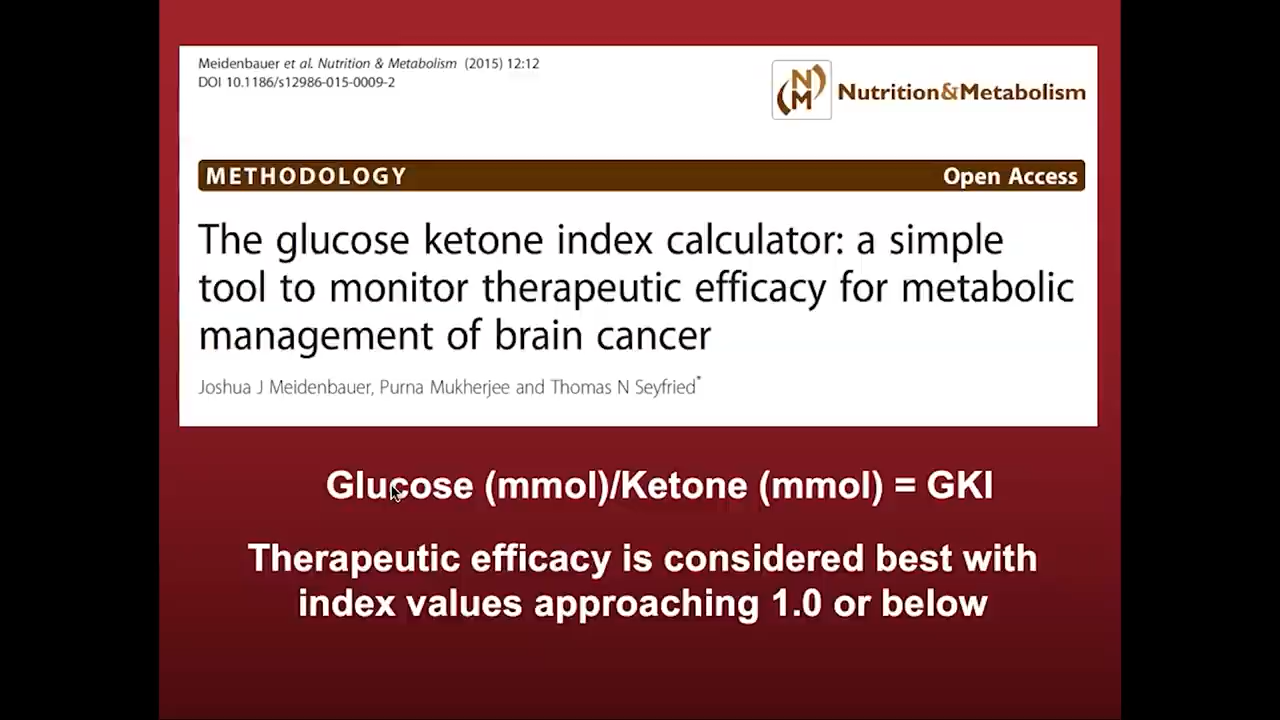 Meidenbauer et al. Nutrition & Metabolism (2015) 12:12
DOI 10.1186/s12986-015-0009-2
NM
Nutrition&Metabolism
METHODOLOGY
Open Access
The glucose ketone index calculator: a simple
tool to monitor therapeutic efficacy for metabolic
management of brain cancer
Joshua J Meidenbauer, Purna Mukherjee and Thomas N Seyfried*
Glucose (mmol)/Ketone (mmol) = GKI
Therapeutic efficacy is considered best with
index values approaching 1.0 or below